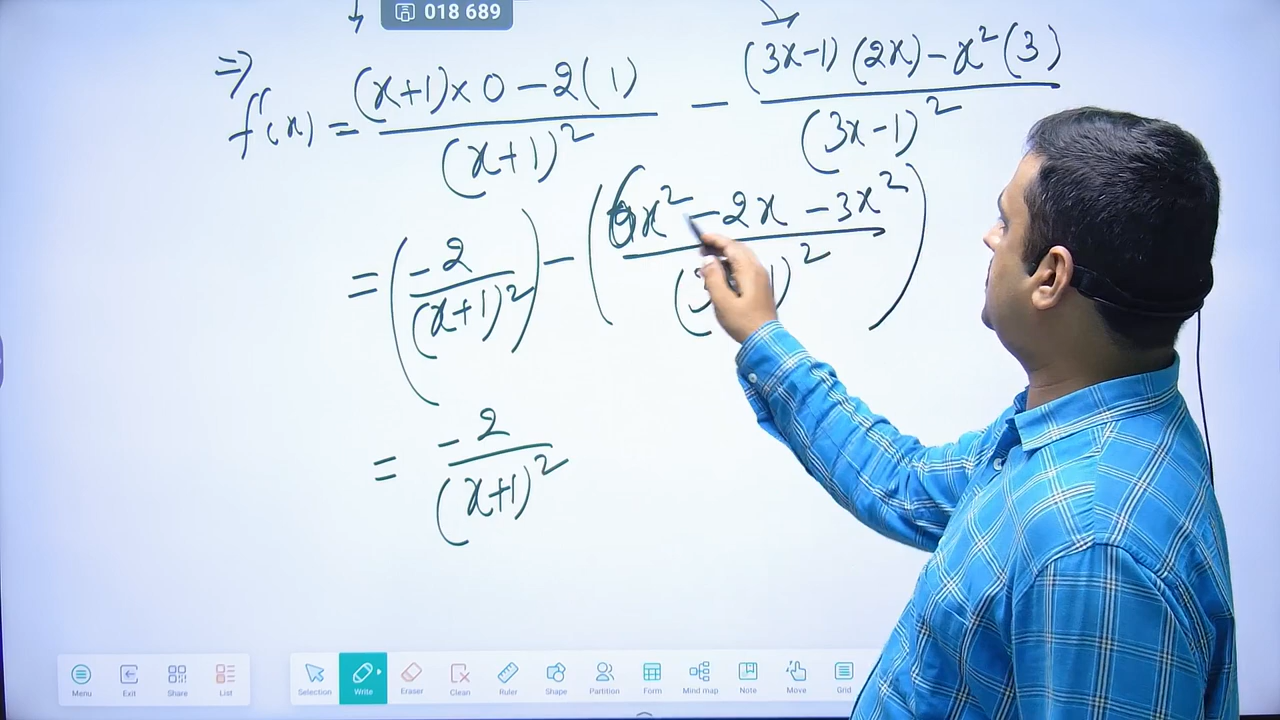 018 689
⇒
f'(x) = (x+1)×0 – 2(1) / (x+1)² – (3x–1)(2x) – x²(3) / (3x–1)²
= (–2 / (x+1)²) – (6x² – 2x – 3x² / ( 1)²)
= –2 / (x+1)²
Menu Exit Share List Selection Write Eraser Clean Ruler Shape Partition Form Mind map Note Move Grid